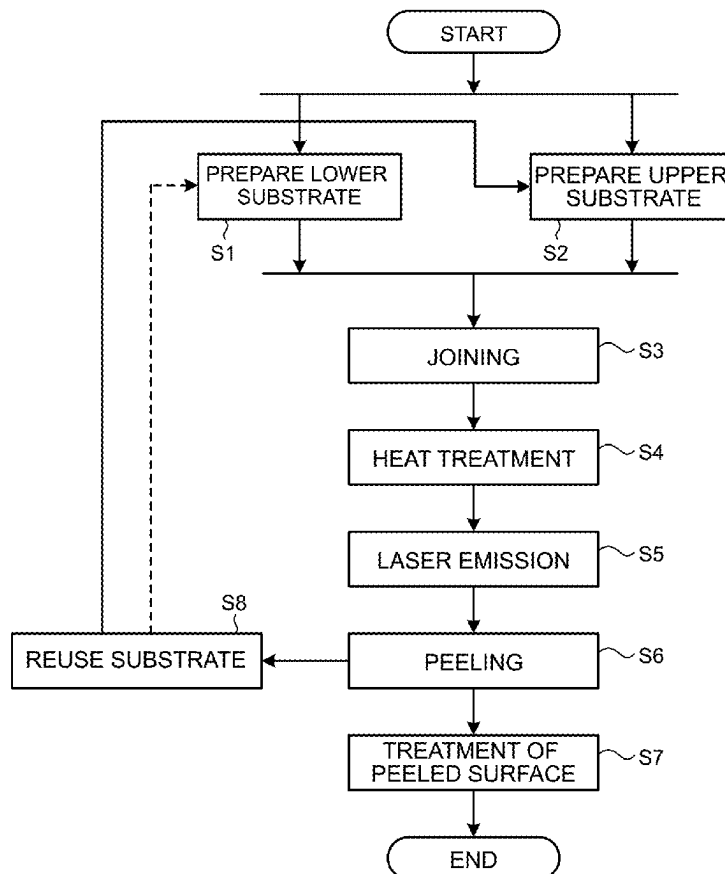 START
PREPARE LOWER
SUBSTRATE
S1
PREPARE UPPER
SUBSTRATE
S2
JOINING
S3
HEAT TREATMENT
S4
LASER EMISSION
S5
S8
REUSE SUBSTRATE
PEELING
S6
TREATMENT OF
PEELED SURFACE
S7
END